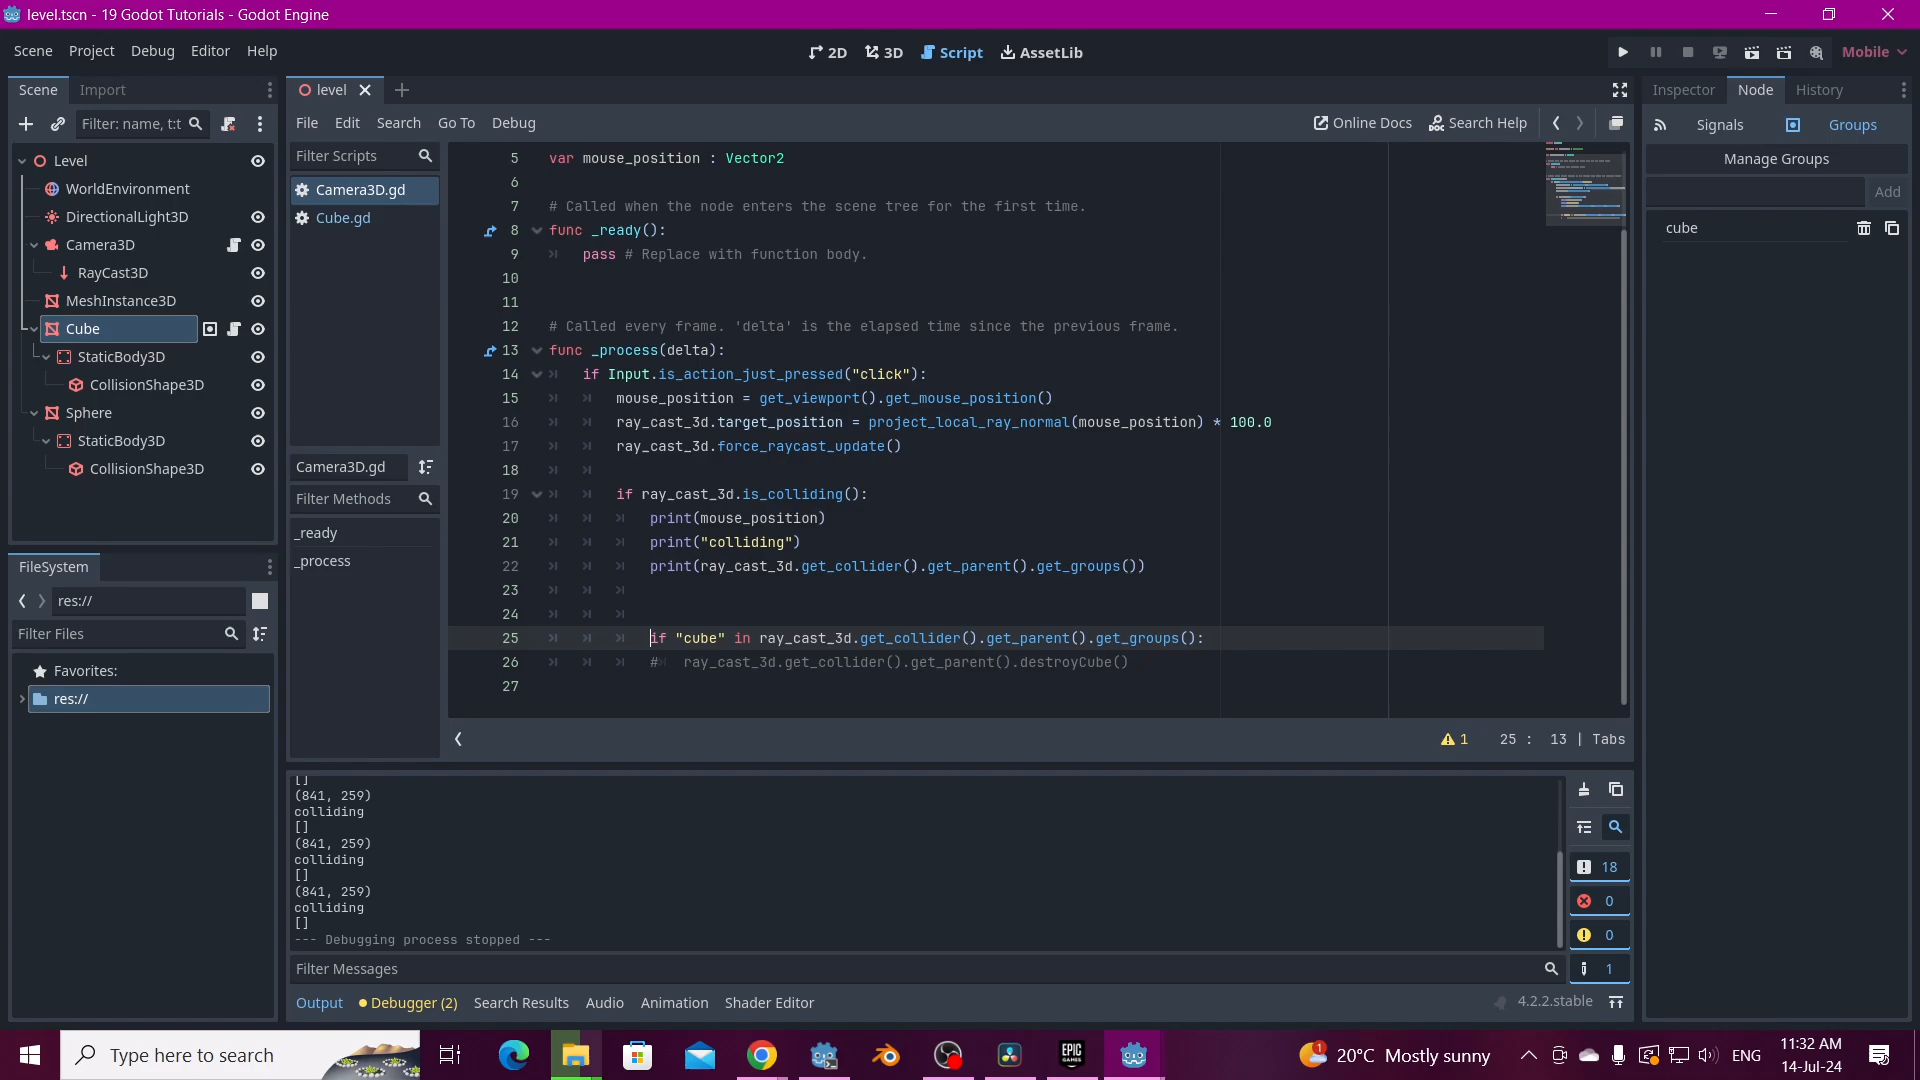 level.tscn - 19 Godot Tutorials - Godot Engine
Scene Project Debug Editor Help
2D 3D Script AssetLib
Mobile
Scene Import
Filter: name, t:t
Level
WorldEnvironment
DirectionalLight3D
Camera3D
RayCast3D
MeshInstance3D
Cube
StaticBody3D
CollisionShape3D
Sphere
StaticBody3D
CollisionShape3D
FileSystem
res://
Filter Files
Favorites:
res://
level
File Edit Search Go To Debug
Online Docs Search Help
Filter Scripts
Camera3D.gd
Cube.gd
Camera3D.gd
Filter Methods
_ready
_process
5 var mouse_position : Vector2
6
7 # Called when the node enters the scene tree for the first time.
8 func _ready():
9 pass # Replace with function body.
10
11
12 # Called every frame. 'delta' is the elapsed time since the previous frame.
13 func _process(delta):
14 if Input.is_action_just_pressed("click"):
15 mouse_position = get_viewport().get_mouse_position()
16 ray_cast_3d.target_position = project_local_ray_normal(mouse_position) * 100.0
17 ray_cast_3d.force_raycast_update()
18
19 if ray_cast_3d.is_colliding():
20 print(mouse_position)
21 print("colliding")
22 print(ray_cast_3d.get_collider().get_parent().get_groups())
23
24
25 if "cube" in ray_cast_3d.get_collider().get_parent().get_groups():
26 # ray_cast_3d.get_collider().get_parent().destroyCube()
27
1 25 : 13 | Tabs
[]
(841, 259)
colliding
[]
(841, 259)
colliding
[]
(841, 259)
colliding
[]
--- Debugging process stopped ---
18
0
0
1
Filter Messages
Output Debugger (2) Search Results Audio Animation Shader Editor
4.2.2.stable
Inspector Node History
Signals Groups
Manage Groups
Add
cube
Type here to search
EPIC GAMES
1
20°C Mostly sunny
ENG
11:32 AM
14-Jul-24